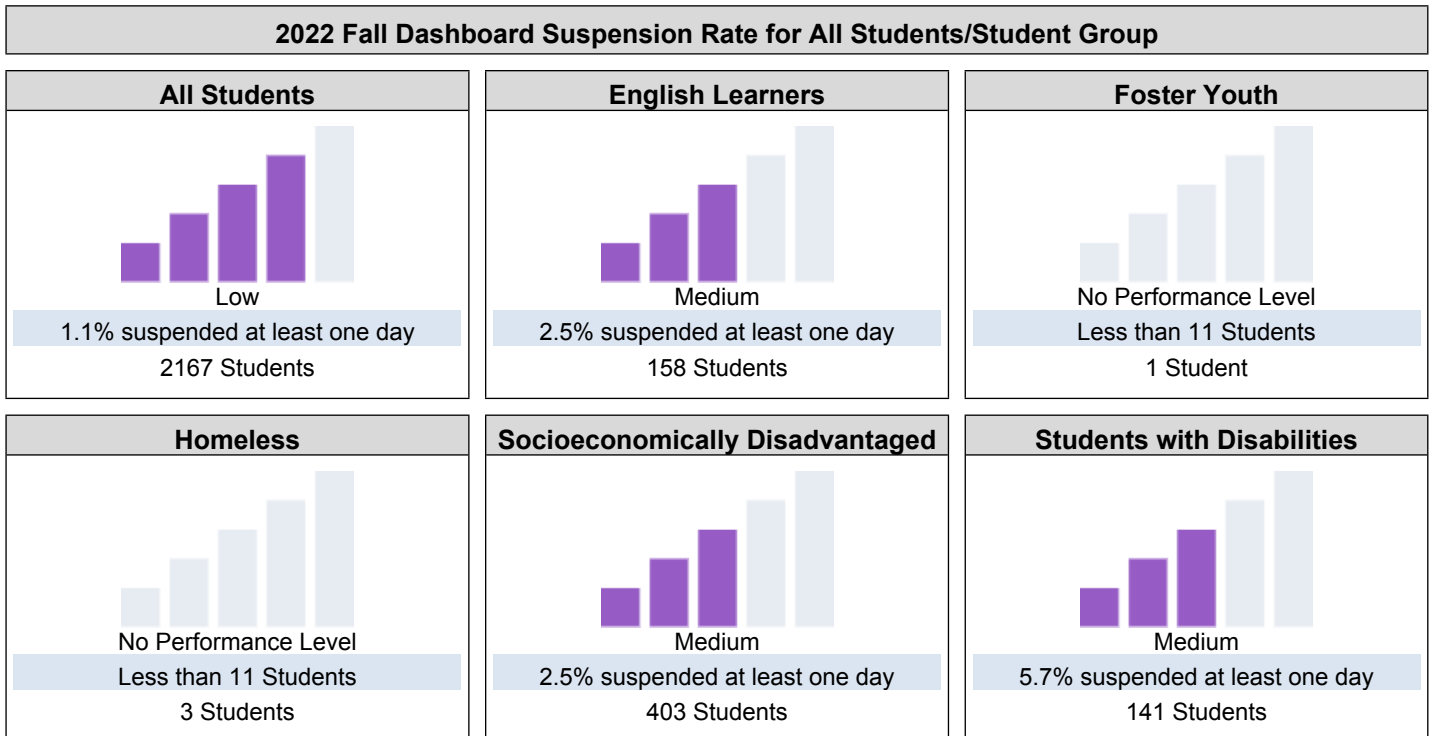 2022 Fall Dashboard Suspension Rate for All Students/Student Group
All Students
Low
1.1% suspended at least one day
2167 Students
English Learners
Medium
2.5% suspended at least one day
158 Students
Foster Youth
No Performance Level
Less than 11 Students
1 Student
Homeless
No Performance Level
Less than 11 Students
3 Students
Socioeconomically Disadvantaged
Medium
2.5% suspended at least one day
403 Students
Students with Disabilities
Medium
5.7% suspended at least one day
141 Students